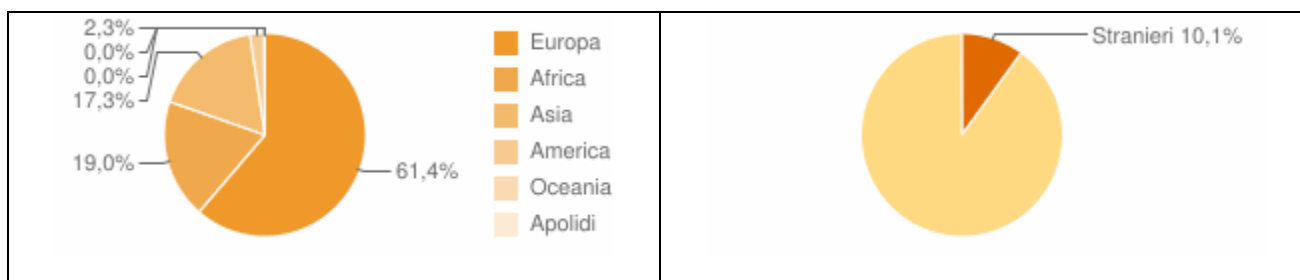 2,3%
0,0%
0,0%
17,3%
19,0%
61,4%
Europa
Africa
Asia
America
Oceania
Apolidi
Stranieri 10,1%